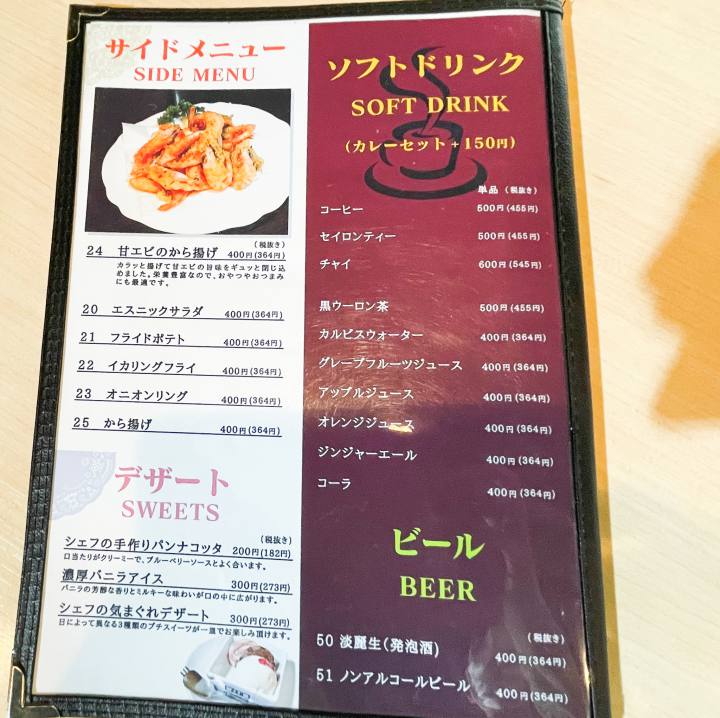 サイドメニュー
SIDE MENU
(税抜き)
24 甘エビのから揚げ 400円(364円)
カラッと揚げて甘エビの旨味をギュッと閉じ込
めました。栄養豊富なので、おやつやおつまみ
にも最適です。
20 エスニックサラダ 400円(364円)
21 フライドポテト 400円(364円)
22 イカリングフライ 400円(364円)
23 オニオンリング 400円(364円)
25 から揚げ 400円(364円)
デザート
SWEETS
(税抜き)
シェフの手作りパンナコッタ 200円(182円)
口当たりがクリーミーで、ブルーベリーソースとよく合います。
濃厚バニラアイス 300円(273円)
バニラの芳醇な香りとミルキーな味わいが口の中に広がります。
シェフの気まぐれデザート 300円(273円)
日によって異なる3種類のプチスイーツが一皿でお楽しみ頂けます。
ソフトドリンク
SOFT DRINK
(カレーセット+150円)
単品 (税抜き)
コーヒー 500円(455円)
セイロンティー 500円(455円)
チャイ 600円(545円)
黒ウーロン茶 500円(455円)
カルピスウォーター 400円(364円)
グレープフルーツジュース 400円(364円)
アップルジュース 400円(364円)
オレンジジュース 400円(364円)
ジンジャーエール 400円(364円)
コーラ 400円(364円)
ビール
BEER
(税抜き)
50 淡麗生(発泡酒) 400円(364円)
51 ノンアルコールビール 400円(364円)